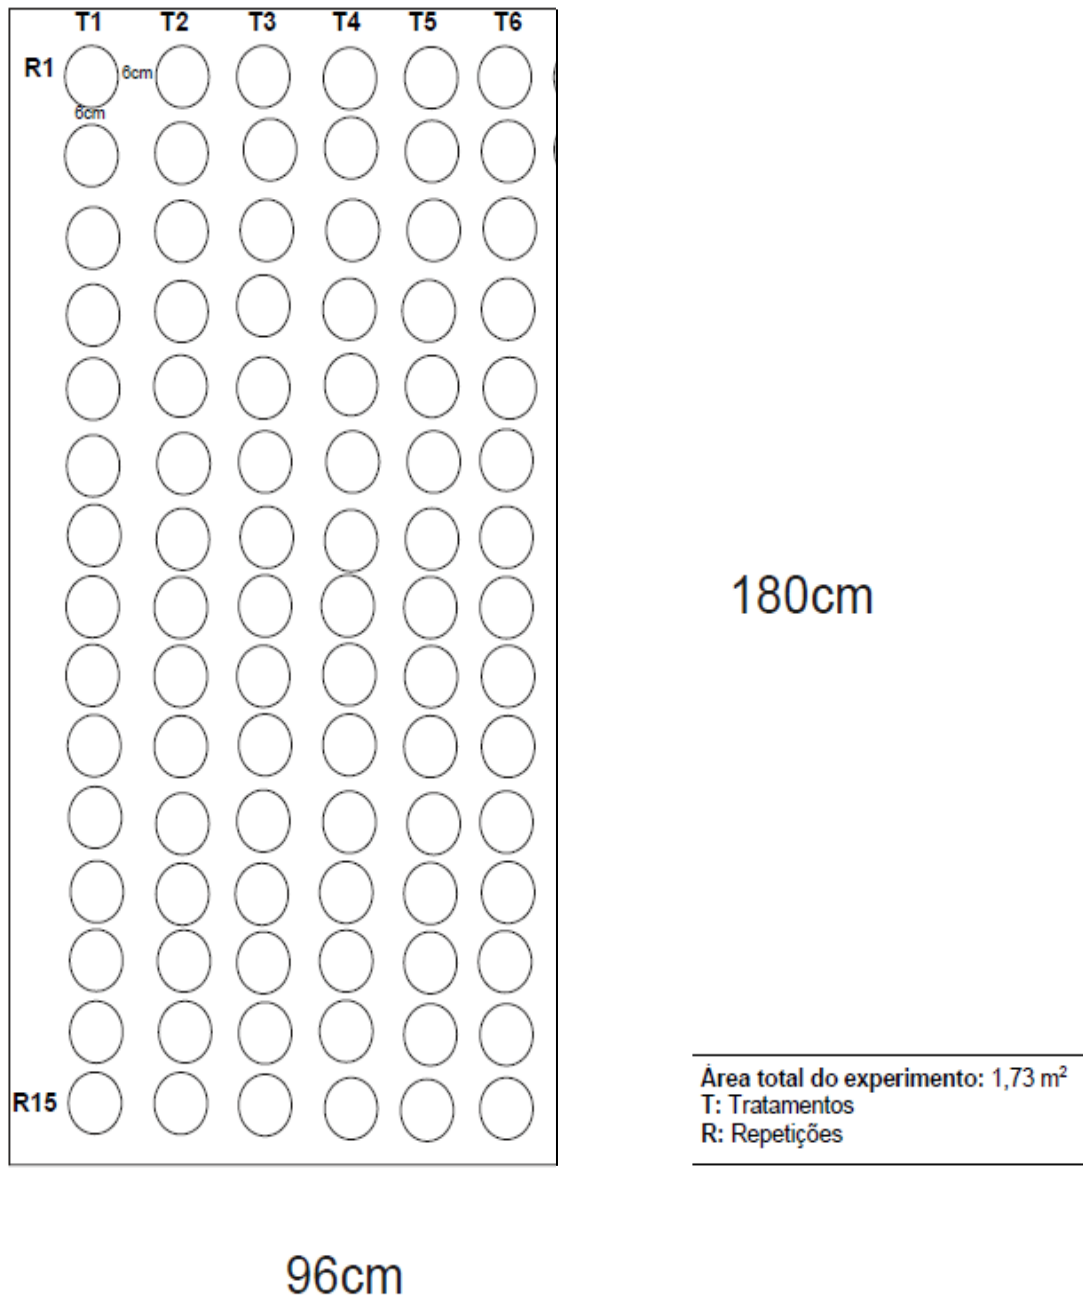 T1 T2 T3 T4 T5 T6
R1
6cm
6cm
180cm
R15
Área total do experimento: 1,73 m²
T: Tratamentos
R: Repetições
96cm